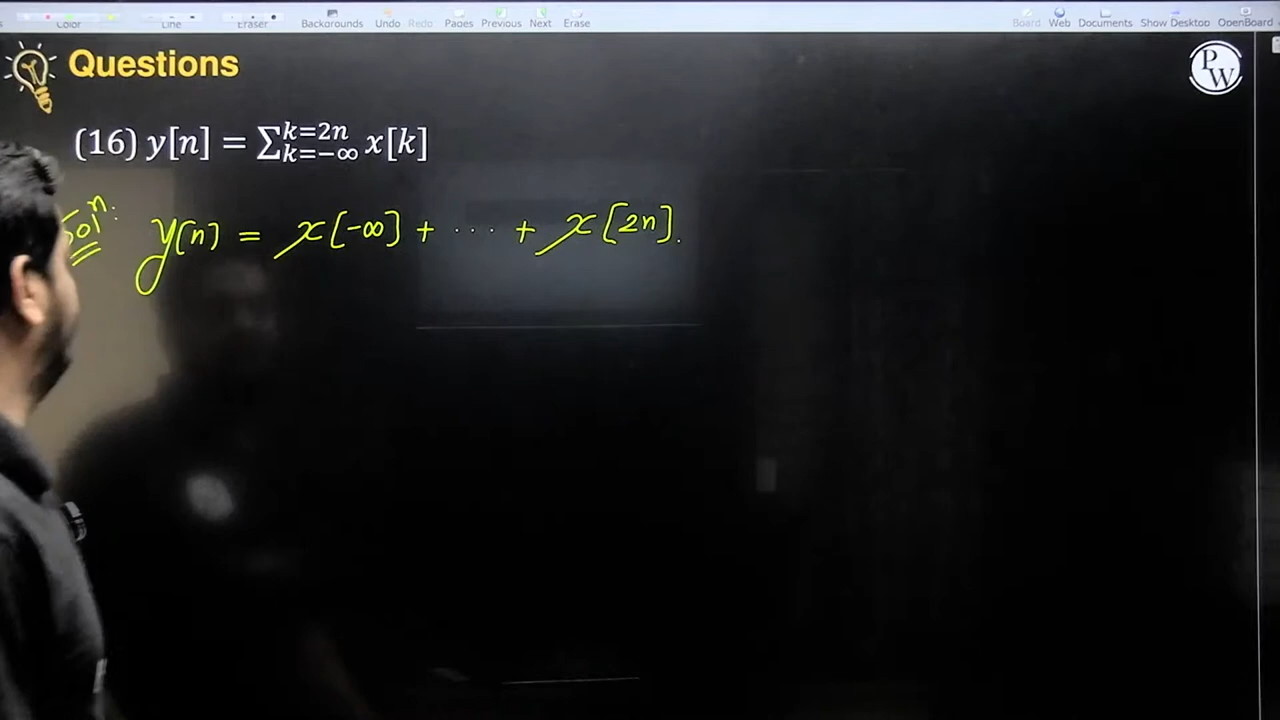 Color Line Eraser Backgrounds Undo Redo Pages Previous Next Erase Board Web Documents Show Desktop OpenBoard
Questions
PW
(16) y[n] = ∑_{k=-∞}^{k=2n} x[k]
Solⁿ: y[n] = x[-∞] + ... + x[2n].